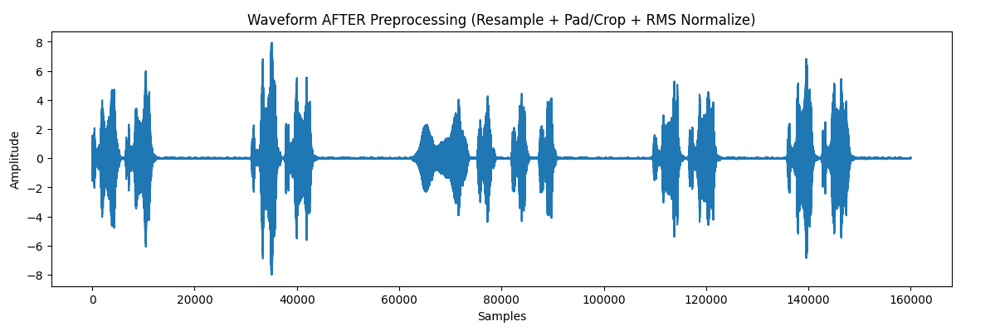 Waveform AFTER Preprocessing (Resample + Pad/Crop + RMS Normalize)
8
6
4
2
0
−2
−4
−6
−8
Amplitude
0 20000 40000 60000 80000 100000 120000 140000 160000
Samples